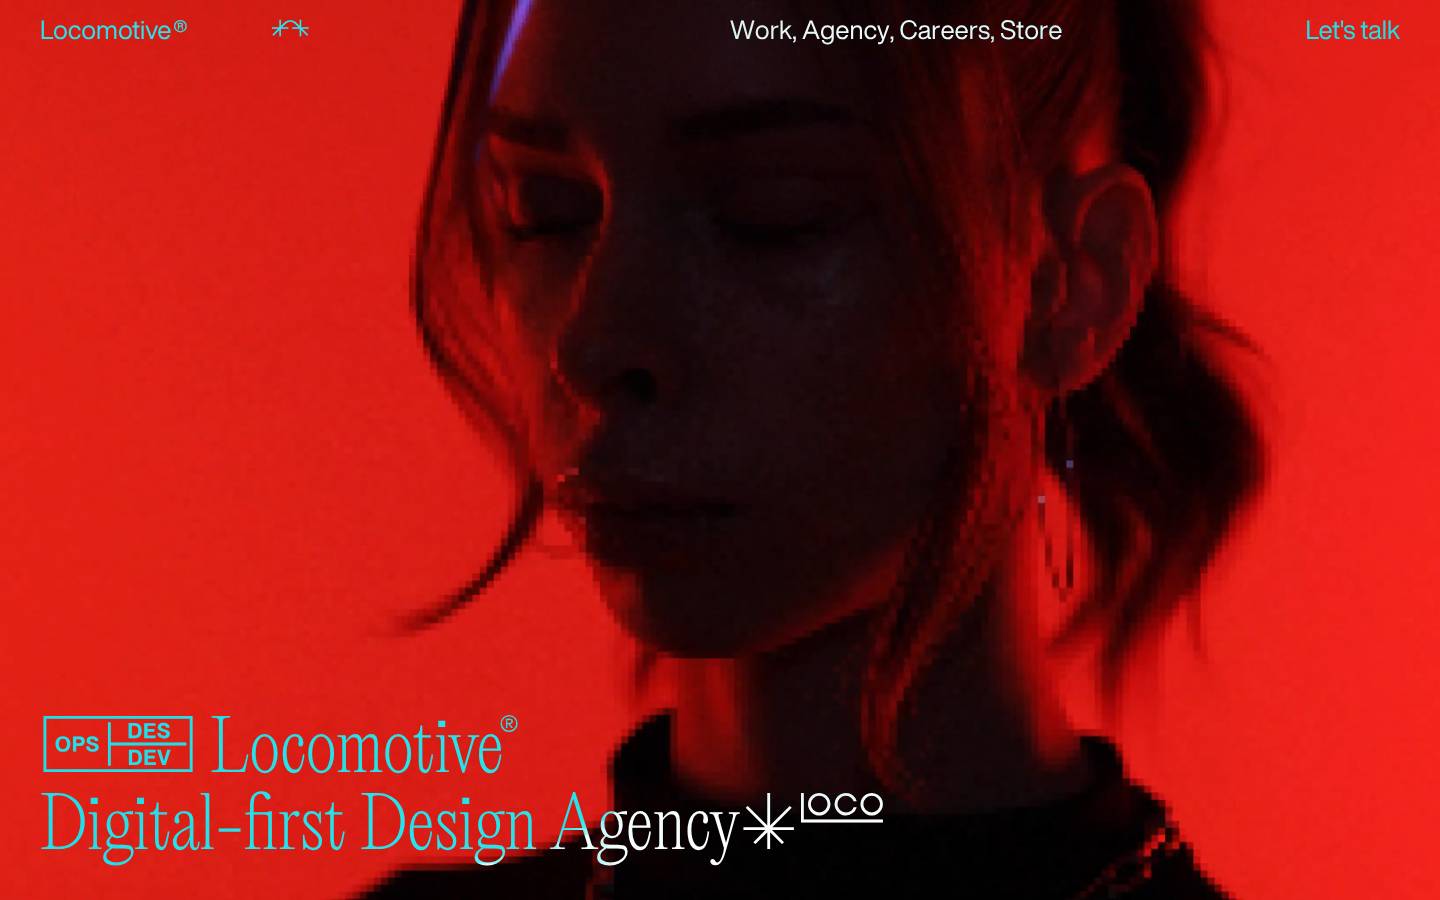 Locomotive®
Work, Agency, Careers, Store
Let's talk
OPS
DES
DEV
Locomotive®
Digital-first Design Agency
LOCO